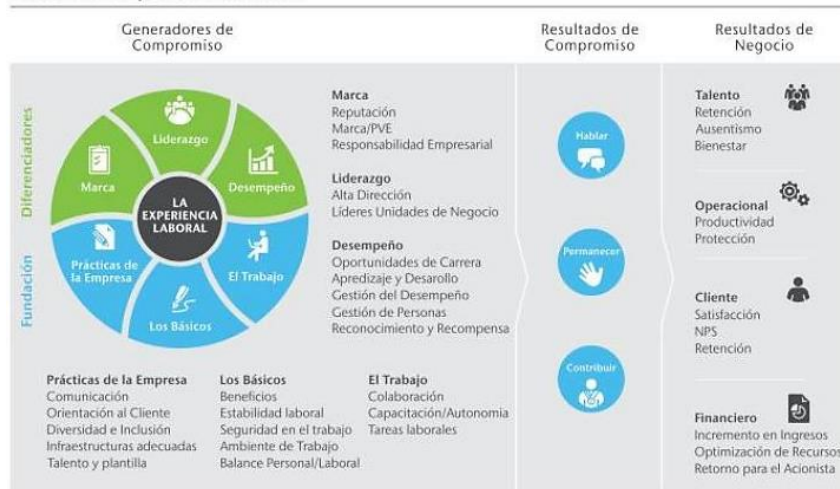 Generadores de
Compromiso
Resultados de
Compromiso
Resultados de
Negocio
Diferenciadores
Fundación
Liderazgo
Marca
Desempeño
LA
EXPERIENCIA
LABORAL
Prácticas de
la Empresa
El Trabajo
Los Básicos
Marca
Reputación
Marca/PVE
Responsabilidad Empresarial
Liderazgo
Alta Dirección
Líderes Unidades de Negocio
Desempeño
Oportunidades de Carrera
Apredizaje y Desarollo
Gestión del Desempeño
Gestión de Personas
Reconocimiento y Recompensa
Prácticas de la Empresa
Comunicación
Orientación al Cliente
Diversidad e Inclusión
Infraestructuras adecuadas
Talento y plantilla
Los Básicos
Beneficios
Estabilidad laboral
Seguridad en el trabajo
Ambiente de Trabajo
Balance Personal/Laboral
El Trabajo
Colaboración
Capacitación/Autonomia
Tareas laborales
Hablar
Permanecer
Contribuir
Talento
Retención
Ausentismo
Bienestar
Operacional
Productividad
Protección
Cliente
Satisfacción
NPS
Retención
Financiero
Incremento en Ingresos
Optimización de Recursos
Retorno para el Acionista